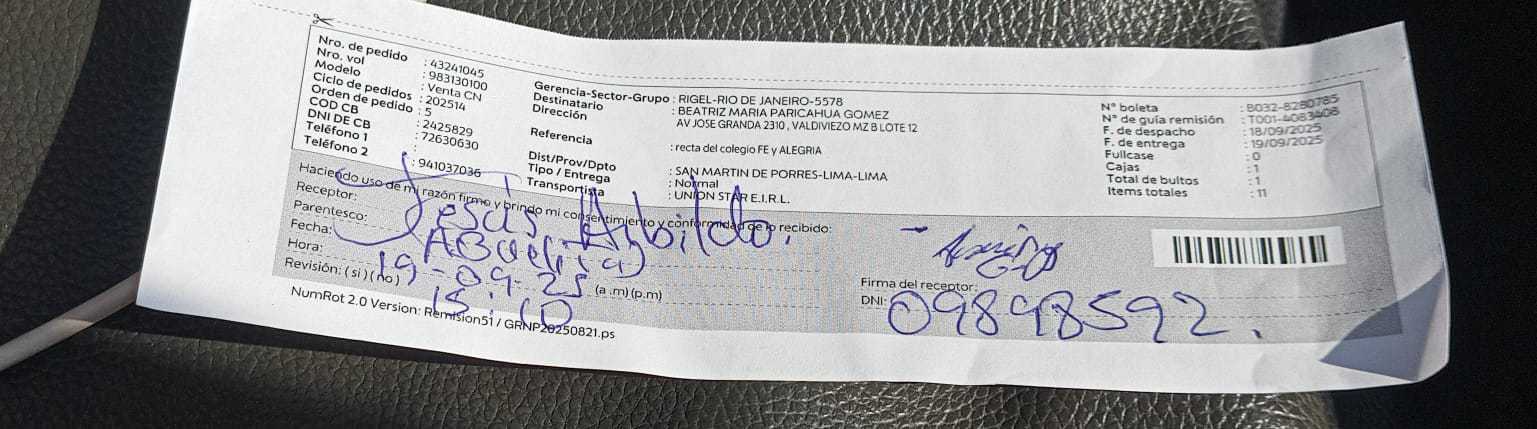 Nro. de pedido : 43241045
Nro. vol : 983130100
Modelo : Venta CN
Ciclo de pedidos : 202514
Orden de pedido : 5
COD CB : 2425829
DNI DE CB : 72630630
Teléfono 1
Teléfono 2 : 941037036
Gerencia-Sector-Grupo : RIGEL-RIO DE JANEIRO-5578
Destinatario : BEATRIZ MARIA PARICAHUA GOMEZ
Dirección AV JOSE GRANDA 2310 , VALDIVIEZO MZ B LOTE 12
Referencia : recta del colegio FE y ALEGRIA
Dist/Prov/Dpto : SAN MARTIN DE PORRES-LIMA-LIMA
Tipo / Entrega : Normal
Transportista : UNION STAR E.I.R.L.
N° boleta : B032-8280785
N° de guía remisión : T001-4083408
F. de despacho : 18/09/2025
F. de entrega : 19/09/2025
Fullcase : 0
Cajas : 1
Total de bultos : 1
Items totales : 11
Haciendo uso de mi razón firmo y brindo mi consentimiento y conformidad de lo recibido:
Receptor: Jesús
Parentesco:
Fecha: 19-09-25
Hora: 15:10 (a .m) (p.m)
Revisión: ( si ) ( no )
Firma del receptor:
DNI: 09898592.
NumRot 2.0 Version: Remision51 / GRNP20250821.ps